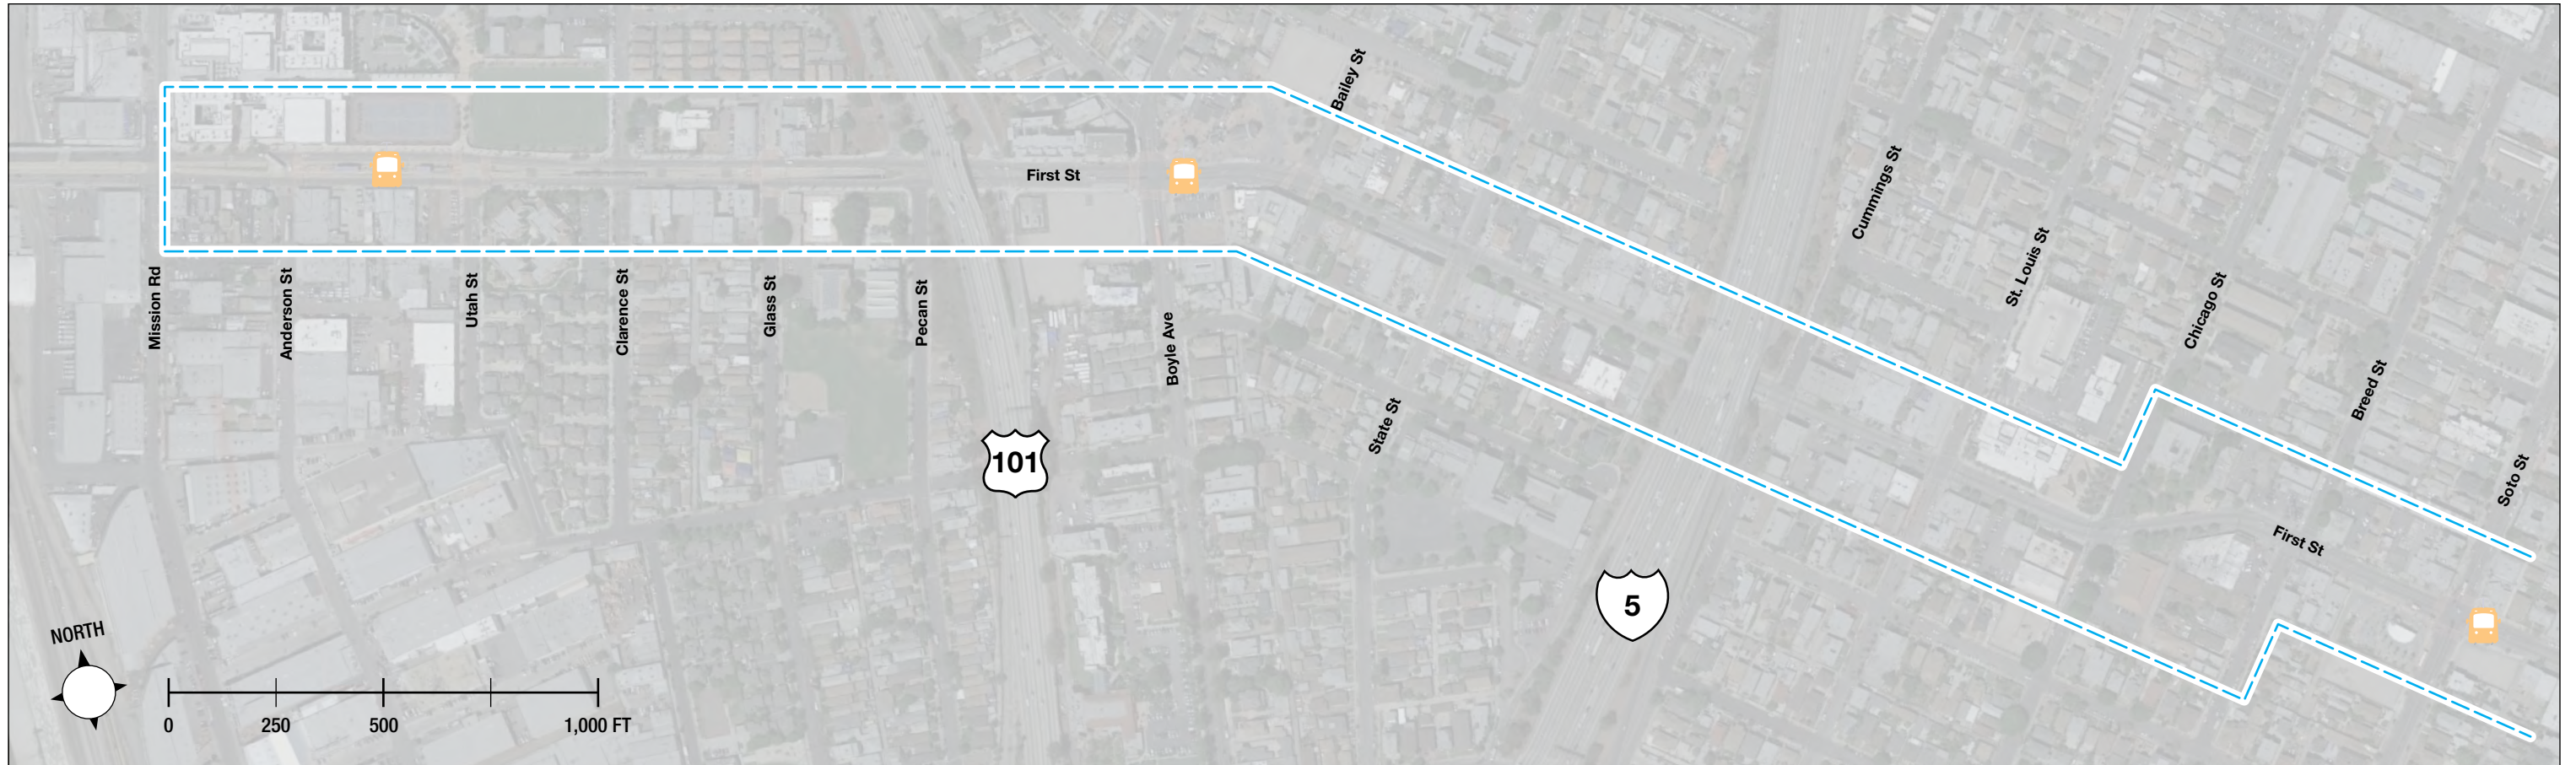 Bailey St
Cummings St
First St
St. Louis St
Mission Rd
Anderson St
Utah St
Clarence St
Glass St
Pecan St
Boyle Ave
Chicago St
State St
Breed St
101
Soto St
First St
5
NORTH
0 250 500 1,000 FT